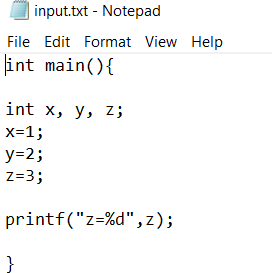 input.txt - Notepad
File Edit Format View Help
int main(){
int x, y, z;
x=1;
y=2;
z=3;
printf("z=%d",z);
}